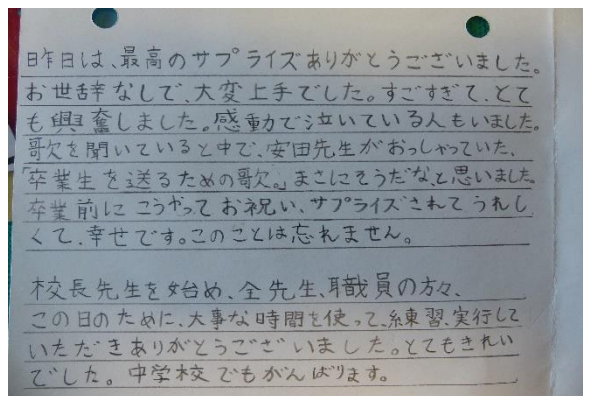 昨日は、最高のサプライズありがとうございました。
お世辞なしで、大変上手でした。すごすぎて、とて
も興奮しました。感動で泣いている人もいました。
歌を聞いていると中で、安田先生がおっしゃっていた、
「卒業生を送るための歌。」まさにそうだな、と思いました。
卒業前にこうやってお祝い、サプライズされてうれし
くて、幸せです。このことは忘れません。
校長先生を始め、全先生、職員の方々、
この日のために、大事な時間を使って、練習、実行して
いただきありがとうございました。とてもきれい
でした。中学校でもがんばります。